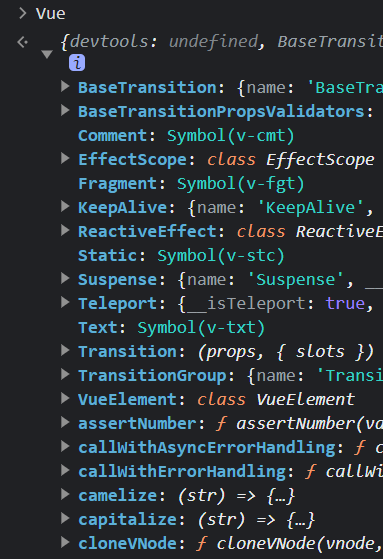 > Vue
{devtools: undefined, BaseTransit
i
BaseTransition: {name: 'BaseTra
BaseTransitionPropsValidators:
Comment: Symbol(v-cmt)
EffectScope: class EffectScope
Fragment: Symbol(v-fgt)
KeepAlive: {name: 'KeepAlive',
ReactiveEffect: class ReactiveE
Static: Symbol(v-stc)
Suspense: {name: 'Suspense', __
Teleport: {__isTeleport: true,
Text: Symbol(v-txt)
Transition: (props, { slots })
TransitionGroup: {name: 'Transi
VueElement: class VueElement
assertNumber: ƒ assertNumber(va
callWithAsyncErrorHandling: ƒ c
callWithErrorHandling: ƒ callWi
camelize: (str) => {…}
capitalize: (str) => {…}
cloneVNode: ƒ cloneVNode(vnode,